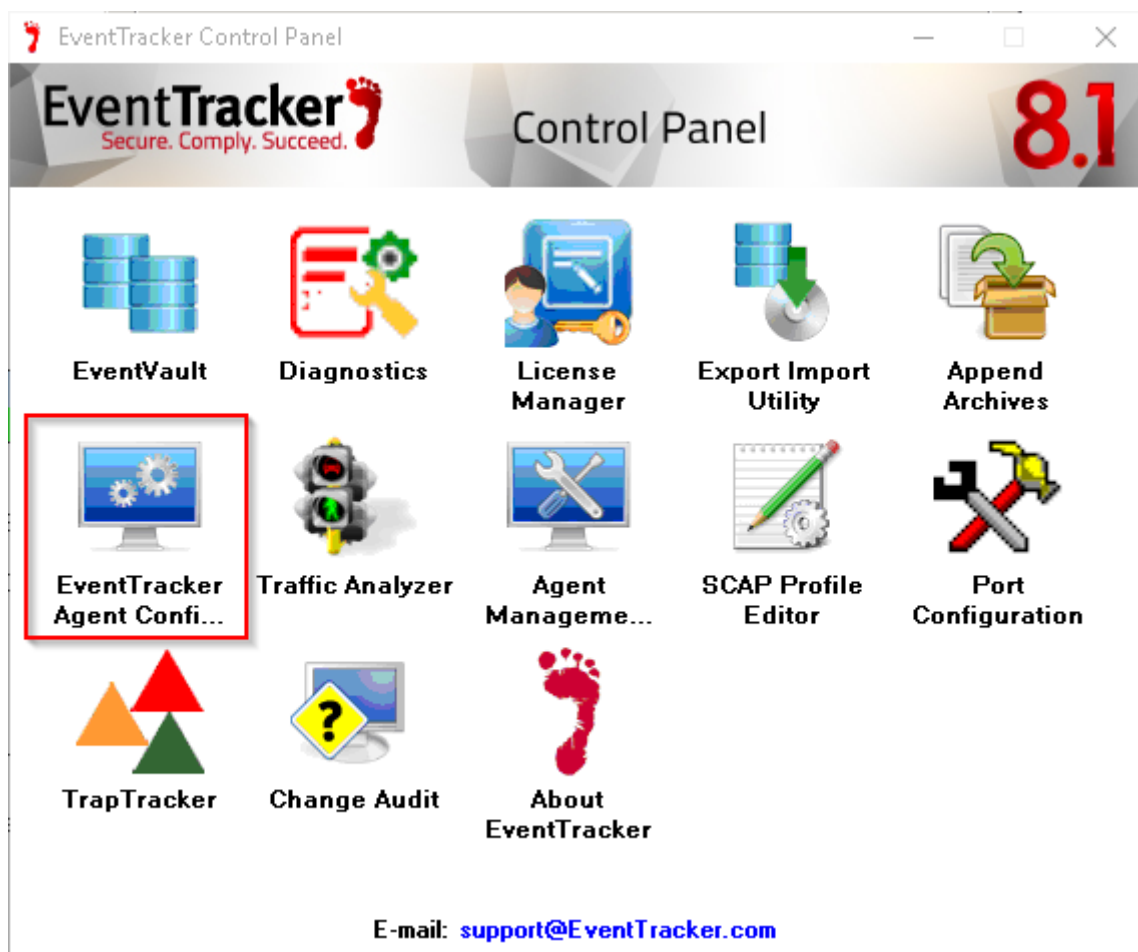 EventTracker Control Panel
EventTracker
Secure. Comply. Succeed.
Control Panel
8.1
EventVault
Diagnostics
License
Manager
Export Import
Utility
Append
Archives
EventTracker
Agent Confi...
Traffic Analyzer
Agent
Manageme...
SCAP Profile
Editor
Port
Configuration
?
TrapTracker
Change Audit
About
EventTracker
E-mail: support@EventTracker.com